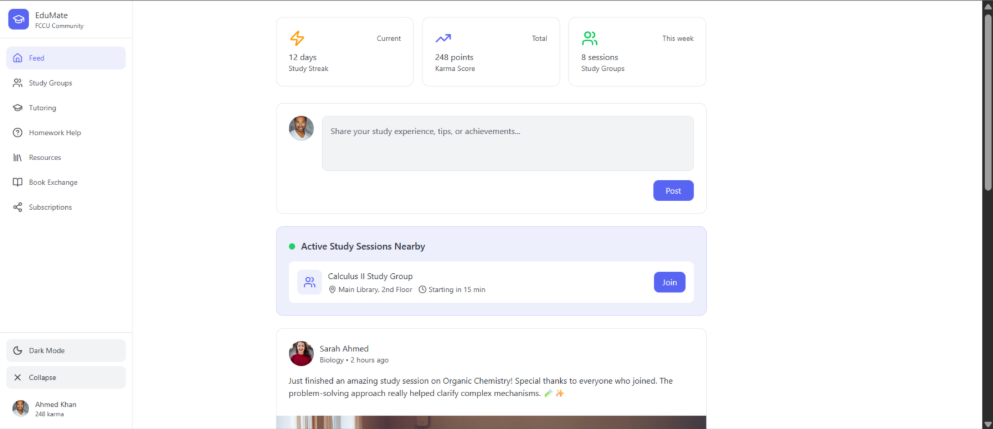 EduMate
FCCU Community
Feed
Study Groups
Tutoring
Homework Help
Resources
Book Exchange
Subscriptions
Dark Mode
Collapse
Ahmed Khan
248 karma
Current
12 days
Study Streak
Total
248 points
Karma Score
This week
8 sessions
Study Groups
Share your study experience, tips, or achievements...
Post
Active Study Sessions Nearby
Calculus II Study Group
Main Library, 2nd Floor Starting in 15 min
Join
Sarah Ahmed
Biology • 2 hours ago
Just finished an amazing study session on Organic Chemistry! Special thanks to everyone who joined. The
problem-solving approach really helped clarify complex mechanisms. 🧪 ✨